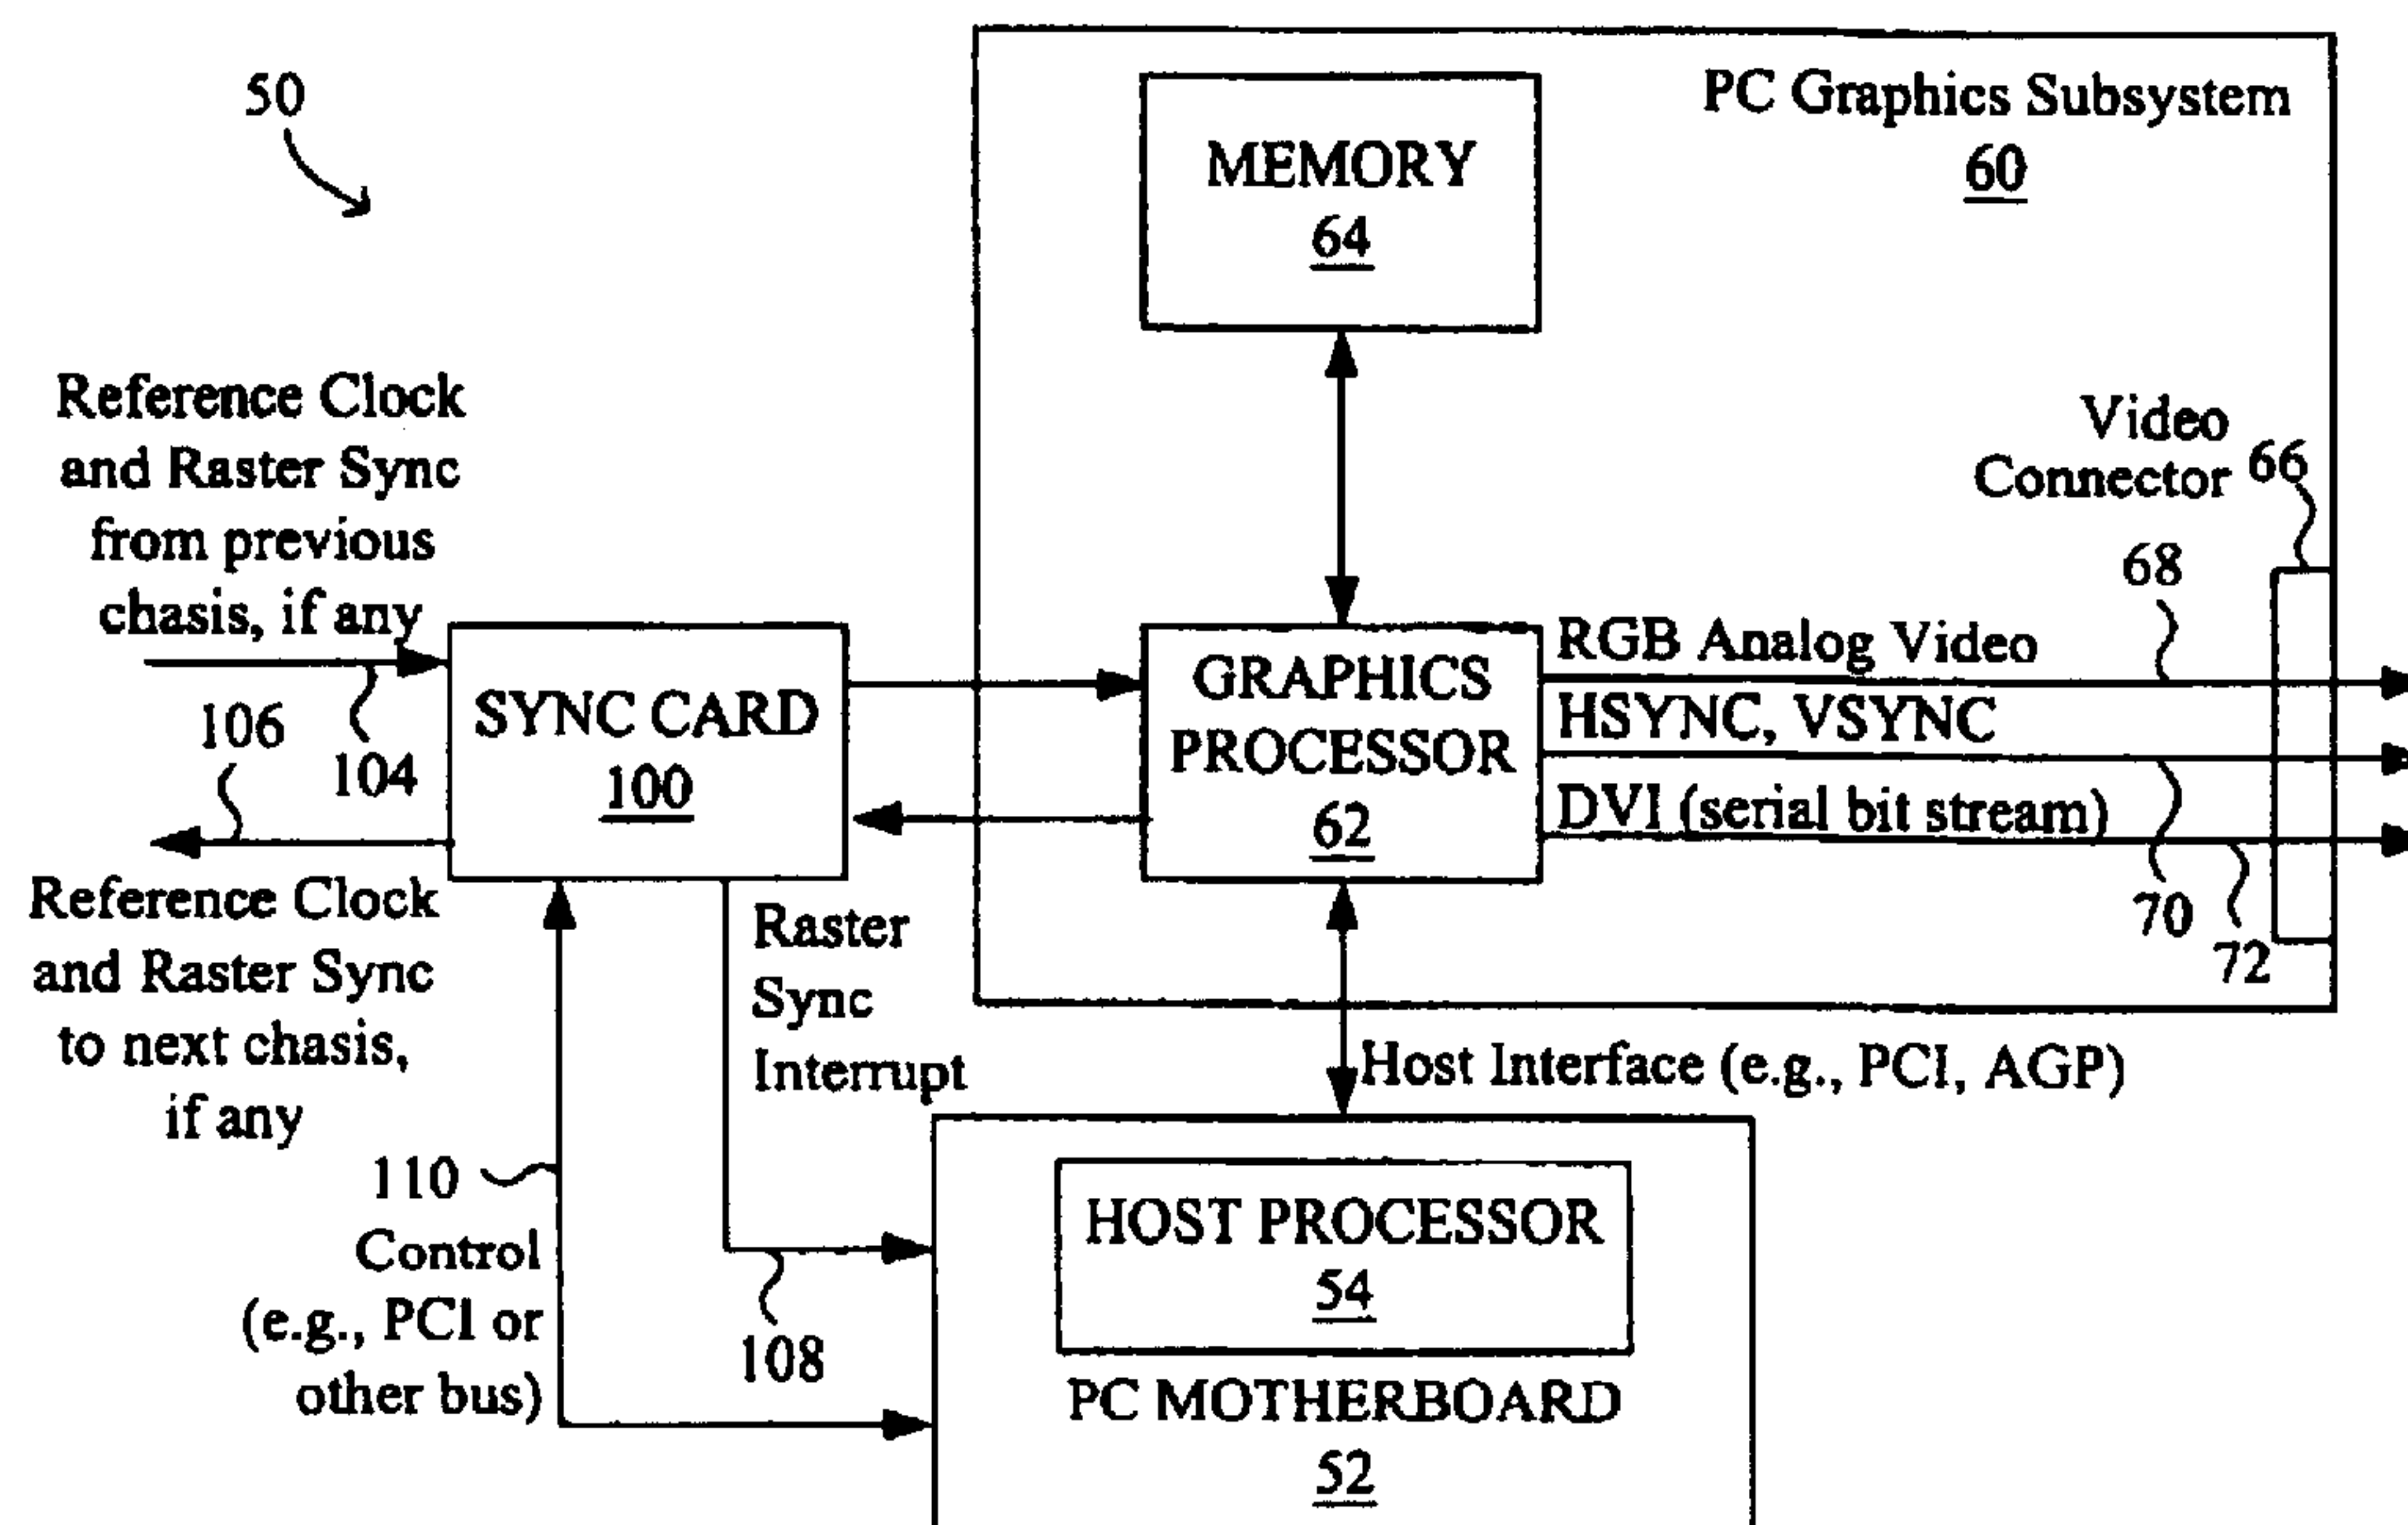 50
PC Graphics Subsystem
60
MEMORY
64
Reference Clock
and Raster Sync
from previous
chasis, if any
Video
Connector 66
68
106
104
SYNC CARD
100
GRAPHICS
PROCESSOR
62
RGB Analog Video
HSYNC, VSYNC
DVI (serial bit stream)
70
72
Reference Clock
and Raster Sync
to next chasis,
if any
Raster
Sync
Interrupt
Host Interface (e.g., PCI, AGP)
110
Control
(e.g., PCI or
other bus)
108
HOST PROCESSOR
54
PC MOTHERBOARD
52